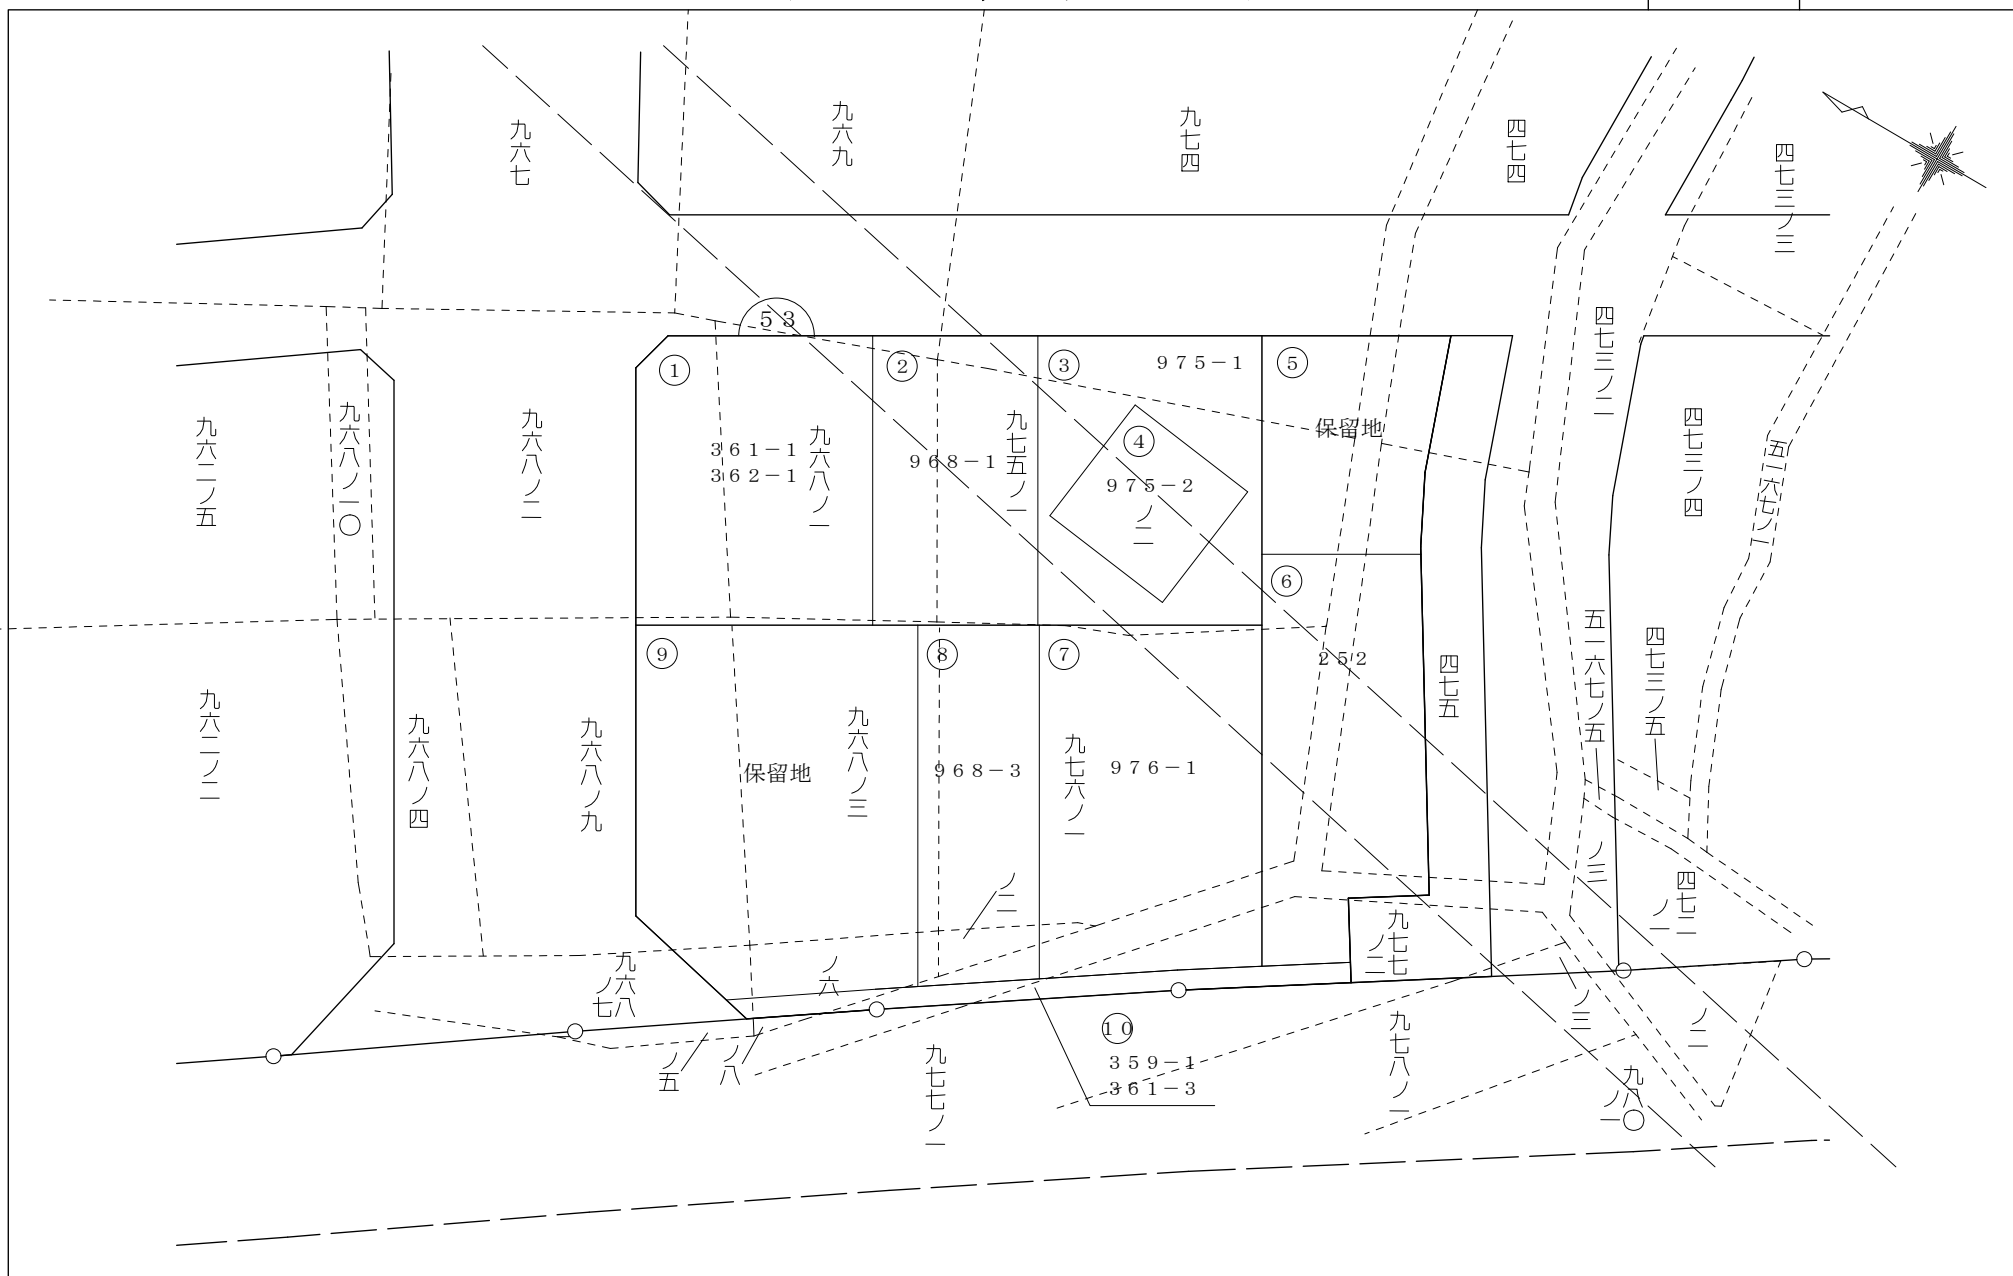 九六七
九六九
九七四
四七四
四七三ノ三
53
①
②
③
975-1
⑤
保留地
四七三ノ二
九六二ノ五
九六八ノ一〇
九六八ノ二
361-1
362-1
九六八ノ一
968-1
九七五ノ一
④
975-2
ノ二
四七三ノ四
五一六七ノ一
⑥
252
四七五
五一六七ノ五
四七三ノ五
⑨
⑧
⑦
九六二ノ二
九六八ノ四
九六八ノ九
保留地
九六八ノ三
968-3
九七六ノ一
976-1
ノ二
ノ三
四七二
ノ一
九七七
ノ二
九六八
ノ七
ノ六
ノ五
ノ八
九七七ノ一
⑩
359-1
361-3
九七八ノ一
ノ三
ノ二
九八〇
ノ一